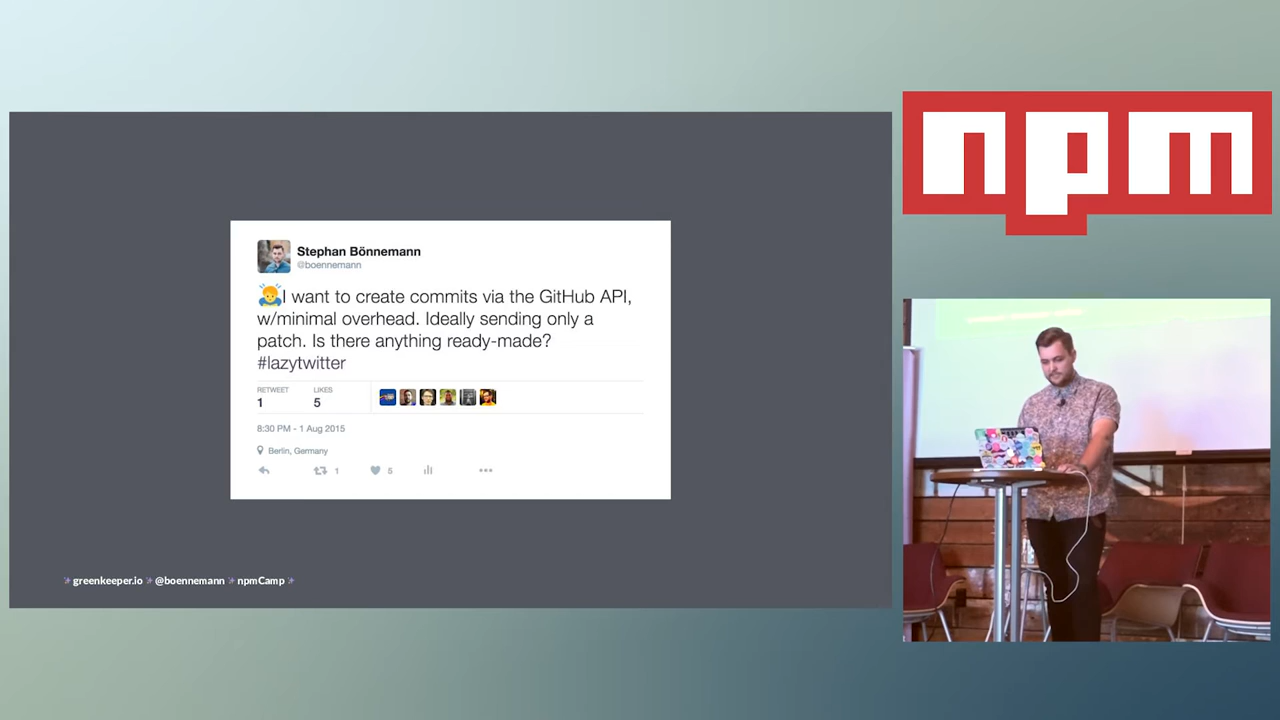 npm
Stephan Bönnemann
@boennemann
I want to create commits via the GitHub API,
w/minimal overhead. Ideally sending only a
patch. Is there anything ready-made?
#lazytwitter
RETWEET LIKES
1 5
8:30 PM - 1 Aug 2015
Berlin, Germany
1 5
greenkeeper.io @boennemann npmCamp